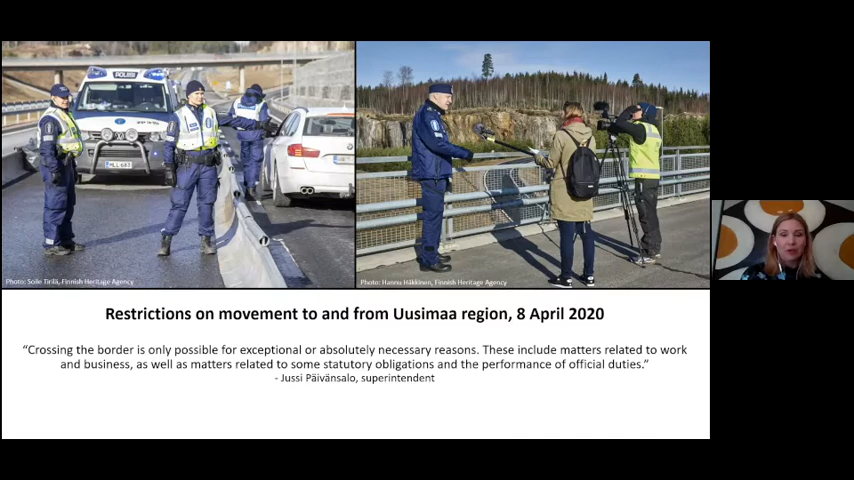 POLIISI
Photo: Soile Tirilä, Finnish Heritage Agency
Photo: Hannu Häkkinen, Finnish Heritage Agency
Restrictions on movement to and from Uusimaa region, 8 April 2020
“Crossing the border is only possible for exceptional or absolutely necessary reasons. These include matters related to work
and business, as well as matters related to some statutory obligations and the performance of official duties.”
- Jussi Päivänsalo, superintendent